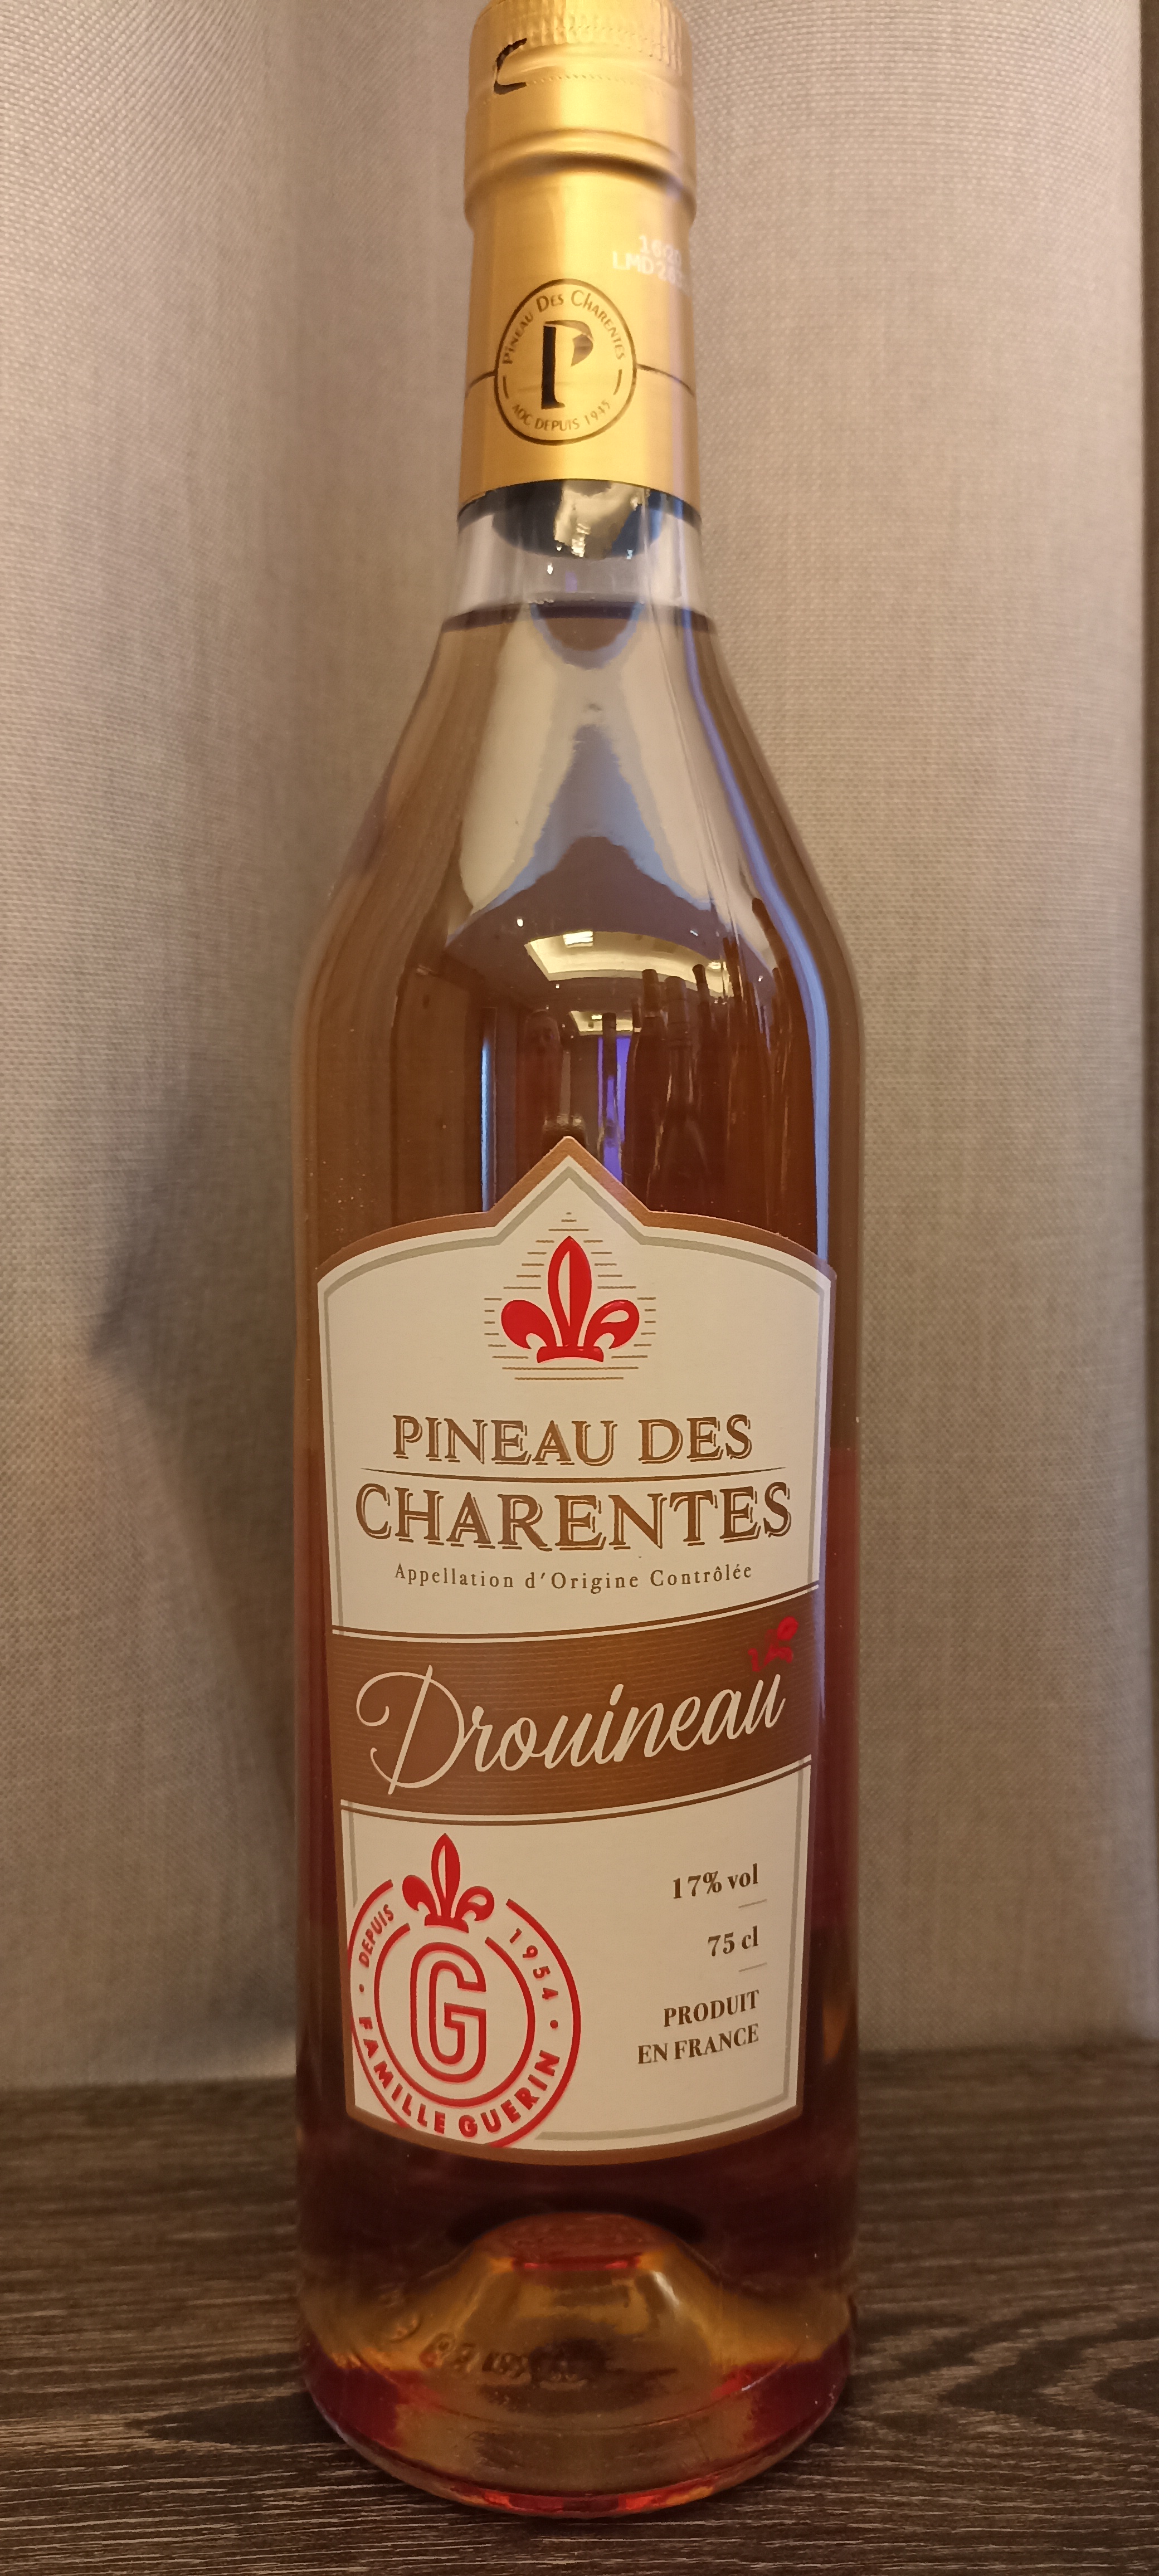 PINEAU DES CHARENTES
P
AOC DEPUIS 1945
PINEAU DES
CHARENTES
Appellation d'Origine Contrôlée
Drouineau
DEPUIS 1954
G
FAMILLE GUERIN
17% vol
75 cl
PRODUIT
EN FRANCE